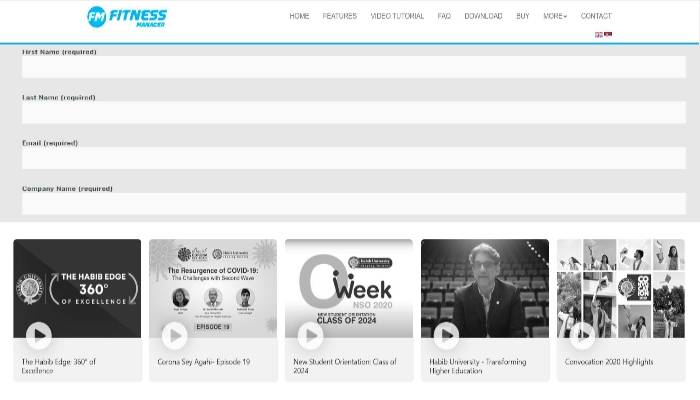 FM FITNESS
MANAGER
HOME FEATURES VIDEO TUTORIAL FAQ DOWNLOAD BUY MORE CONTACT
First Name (required)
Last Name (required)
Email (required)
Company Name (required)
THE HABIB EDGE
360°
OF EXCELLENCE
The Habib Edge: 360° of
Excellence
Habib University
The Resurgence of COVID-19:
The Challenges with Second Wave
EPISODE 19
Corona Sey Agahi- Episode 19
Habib University
O Week
NSO 2020
NEW STUDENT ORIENTATION
CLASS OF 2024
New Student Orientation: Class of
2024
Habib University - Transforming
Higher Education
Convocation 2020 Highlights